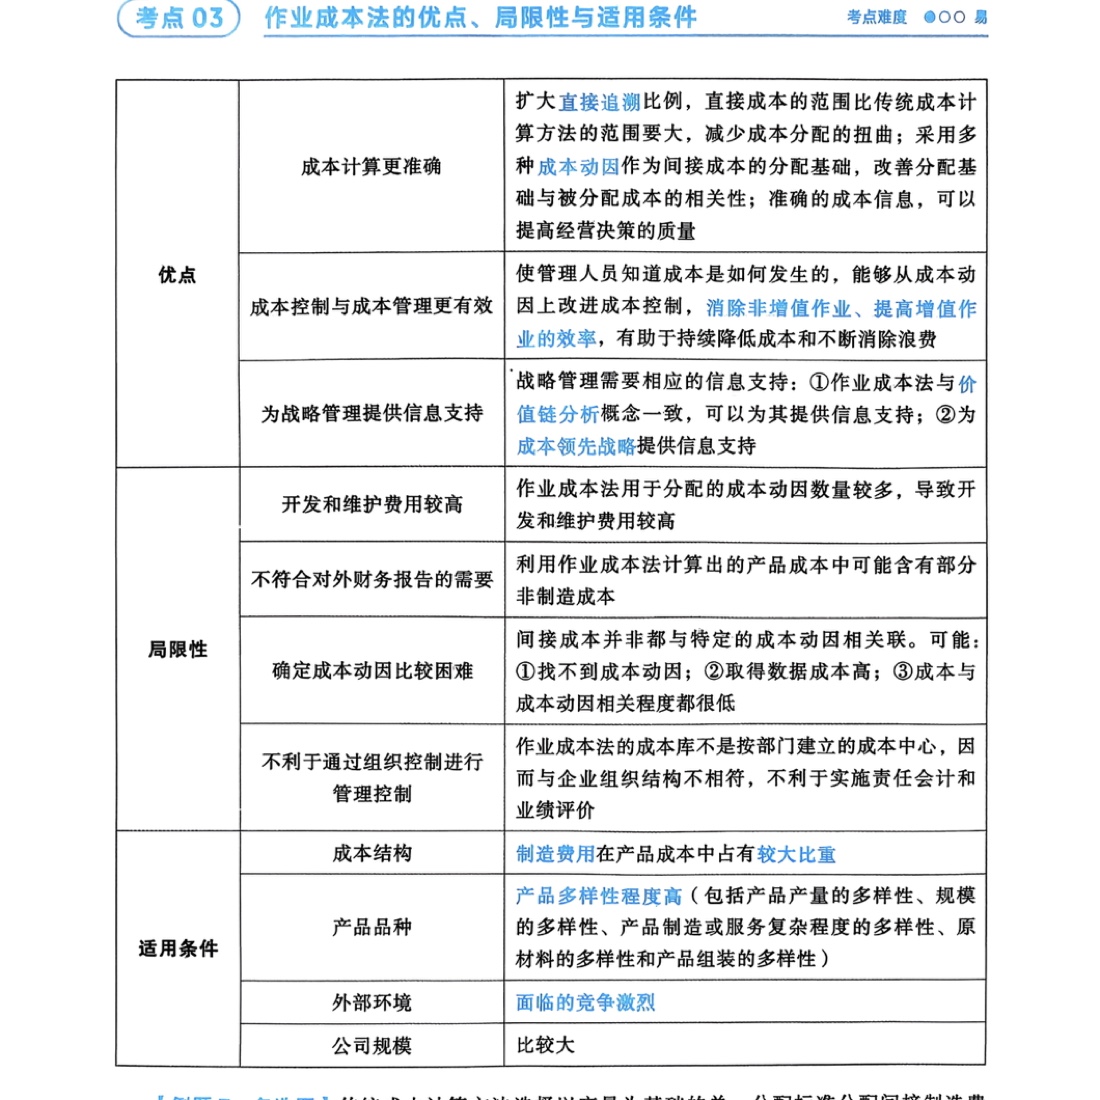 考点 03 作业成本法的优点、局限性与适用条件 考点难度 易
优点
成本计算更准确
扩大直接追溯比例，直接成本的范围比传统成本计
算方法的范围要大，减少成本分配的扭曲；采用多
种成本动因作为间接成本的分配基础，改善分配基
础与被分配成本的相关性；准确的成本信息，可以
提高经营决策的质量
成本控制与成本管理更有效
使管理人员知道成本是如何发生的，能够从成本动
因上改进成本控制，消除非增值作业、提高增值作
业的效率，有助于持续降低成本和不断消除浪费
为战略管理提供信息支持
战略管理需要相应的信息支持：①作业成本法与价
值链分析概念一致，可以为其提供信息支持；②为
成本领先战略提供信息支持
局限性
开发和维护费用较高
作业成本法用于分配的成本动因数量较多，导致开
发和维护费用较高
不符合对外财务报告的需要
利用作业成本法计算出的产品成本中可能含有部分
非制造成本
确定成本动因比较困难
间接成本并非都与特定的成本动因相关联。可能：
①找不到成本动因；②取得数据成本高；③成本与
成本动因相关程度都很低
不利于通过组织控制进行
管理控制
作业成本法的成本库不是按部门建立的成本中心，因
而与企业组织结构不相符，不利于实施责任会计和
业绩评价
适用条件
成本结构
制造费用在产品成本中占有较大比重
产品品种
产品多样性程度高（包括产品产量的多样性、规模
的多样性、产品制造或服务复杂程度的多样性、原
材料的多样性和产品组装的多样性）
外部环境
面临的竞争激烈
公司规模
比较大